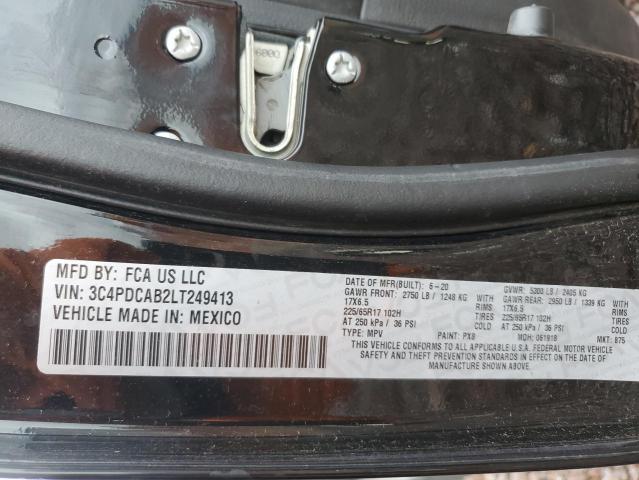 6000
MFD BY: FCA US LLC
VIN: 3C4PDCAB2LT249413
VEHICLE MADE IN: MEXICO
DATE OF MFR(BUILT): 6-20 GVWR: 5300 LB / 2405 KG
GAWR FRONT: 2750 LB / 1248 KG WITH GAWR REAR: 2950 LB / 1339 KG WITH
17X6.5 RIMS 17X6.5 RIMS
225/65R17 102H TIRES 225/65R17 102H TIRES
AT 250 kPa / 36 PSI COLD AT 250 kPa / 36 PSI COLD
TYPE: MPV PAINT: PX8 MDH: 061918 MKT: 875
THIS VEHICLE CONFORMS TO ALL APPLICABLE U.S.A. FEDERAL MOTOR VEHICLE
SAFETY AND THEFT PREVENTION STANDARDS IN EFFECT ON THE DATE OF
MANUFACTURE SHOWN ABOVE.